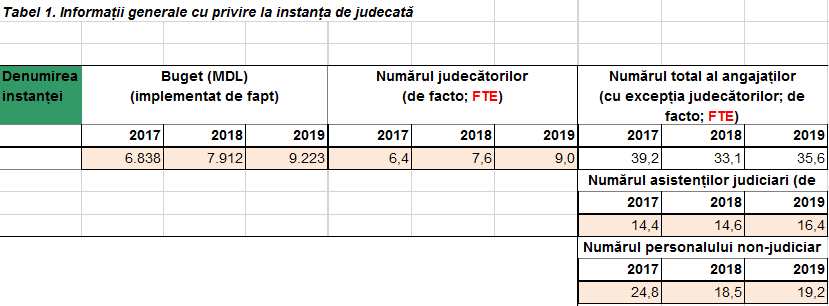 Tabel 1. Informații generale cu privire la instanța de judecată
Denumirea instanței
Buget (MDL)
(implementat de fapt)
Numărul judecătorilor
(de facto; FTE)
Numărul total al angajaților
(cu excepția judecătorilor; de
facto; FTE)
2017 2018 2019 2017 2018 2019 2017 2018 2019
6.838 7.912 9.223 6,4 7,6 9,0 39,2 33,1 35,6
Numărul asistenților judiciari (de
2017 2018 2019
14,4 14,6 16,4
Numărul personalului non-judiciar
2017 2018 2019
24,8 18,5 19,2